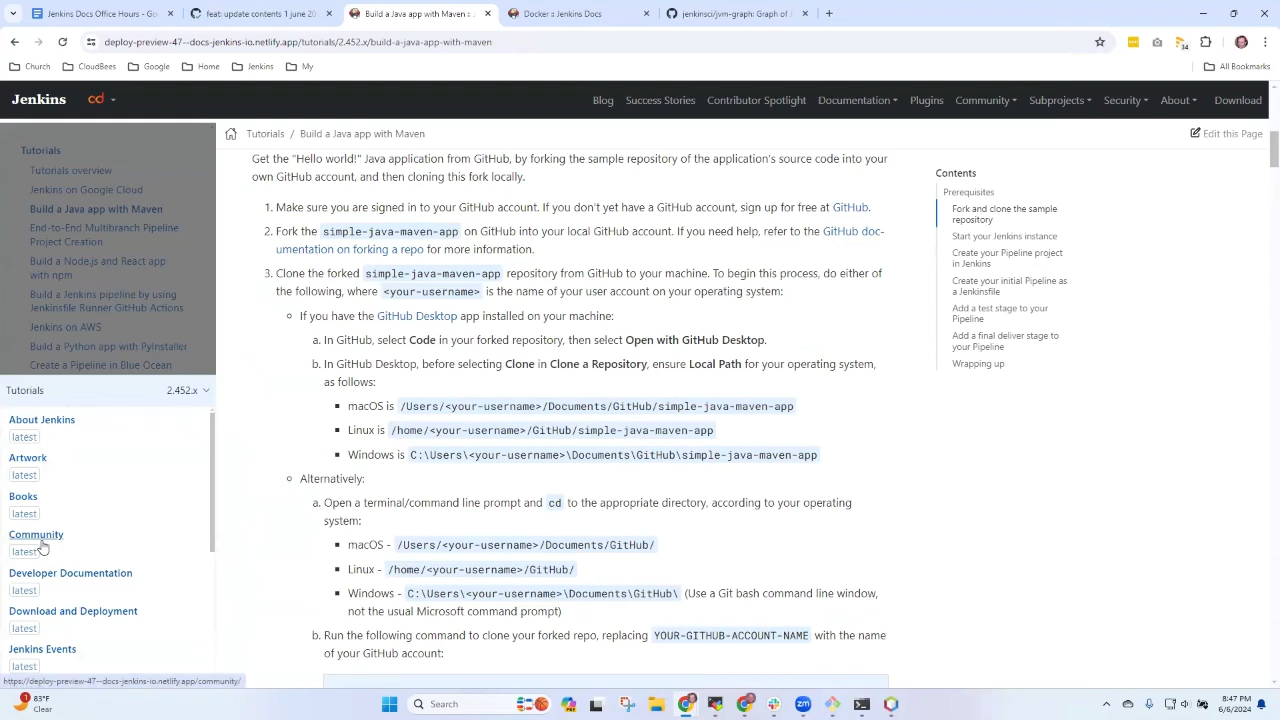 Docs Jenkins Office Hours - Goo
feat: update contents 1 june 20
Build a Java app with Maven ::
Docker :: Jenkins Docs
jenkinsci/jvm-graph: Graph of J
deploy-preview-47--docs-jenkins-io.netlify.app/tutorials/2.452.x/build-a-java-app-with-maven
Church
CloudBees
Google
Home
Jenkins
My
All Bookmarks
Jenkins
cd
Blog
Success Stories
Contributor Spotlight
Documentation
Plugins
Community
Subprojects
Security
About
Download
Tutorials / Build a Java app with Maven
Edit this Page
Tutorials
Tutorials overview
Jenkins on Google Cloud
Build a Java app with Maven
End-to-End Multibranch Pipeline
Project Creation
Build a Node.js and React app
with npm
Build a Jenkins pipeline by using
Jenkinsfile Runner GitHub Actions
Jenkins on AWS
Build a Python app with PyInstaller
Create a Pipeline in Blue Ocean
Tutorials
2.452.x
About Jenkins
latest
Artwork
latest
Books
latest
Community
latest
Developer Documentation
latest
Download and Deployment
latest
Jenkins Events
latest
Get the "Hello world!" Java application from GitHub, by forking the sample repository of the application's source code into your
own GitHub account, and then cloning this fork locally.
1. Make sure you are signed in to your GitHub account. If you don't yet have a GitHub account, sign up for free at GitHub.
2. Fork the simple-java-maven-app on GitHub into your local GitHub account. If you need help, refer to the GitHub doc-
umentation on forking a repo for more information.
3. Clone the forked simple-java-maven-app repository from GitHub to your machine. To begin this process, do either of
the following, where <your-username> is the name of your user account on your operating system:
If you have the GitHub Desktop app installed on your machine:
a. In GitHub, select Code in your forked repository, then select Open with GitHub Desktop.
b. In GitHub Desktop, before selecting Clone in Clone a Repository, ensure Local Path for your operating system,
as follows:
macOS is /Users/<your-username>/Documents/GitHub/simple-java-maven-app
Linux is /home/<your-username>/GitHub/simple-java-maven-app
Windows is C:\Users\<your-username>\Documents\GitHub\simple-java-maven-app
Alternatively:
a. Open a terminal/command line prompt and cd to the appropriate directory, according to your operating
system:
macOS - /Users/<your-username>/Documents/GitHub/
Linux - /home/<your-username>/GitHub/
Windows - C:\Users\<your-username>\Documents\GitHub\ (Use a Git bash command line window,
not the usual Microsoft command prompt)
b. Run the following command to clone your forked repo, replacing YOUR-GITHUB-ACCOUNT-NAME with the name
of your GitHub account:
Contents
Prerequisites
Fork and clone the sample
repository
Start your Jenkins instance
Create your Pipeline project
in Jenkins
Create your initial Pipeline as
a Jenkinsfile
Add a test stage to your
Pipeline
Add a final deliver stage to
your Pipeline
Wrapping up
https://deploy-preview-47--docs-jenkins-io.netlify.app/community/
1
83°F
Clear
Search
8:47 PM
6/6/2024